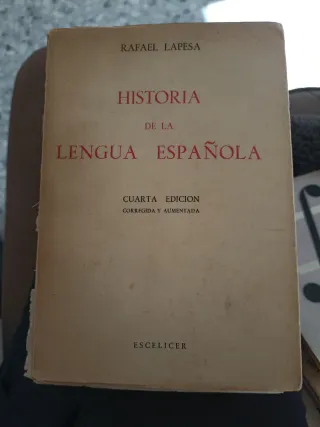 RAFAEL LAPESA
HISTORIA
DE LA
LENGUA ESPAÑOLA
CUARTA EDICION
CORREGIDA Y AUMENTADA
ESCELICER